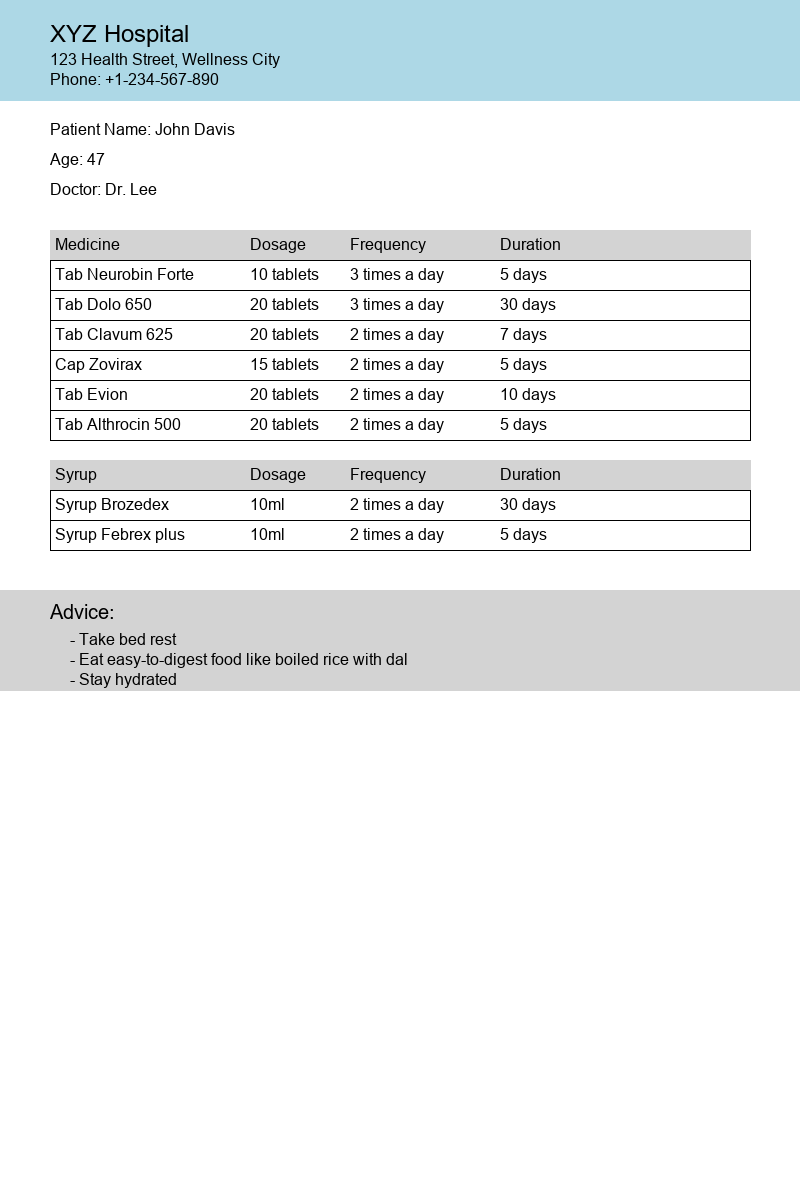 XYZ Hospital
123 Health Street, Wellness City
Phone: +1-234-567-890
Patient Name: John Davis
Age: 47
Doctor: Dr. Lee
Medicine Dosage Frequency Duration
Tab Neurobin Forte 10 tablets 3 times a day 5 days
Tab Dolo 650 20 tablets 3 times a day 30 days
Tab Clavum 625 20 tablets 2 times a day 7 days
Cap Zovirax 15 tablets 2 times a day 5 days
Tab Evion 20 tablets 2 times a day 10 days
Tab Althrocin 500 20 tablets 2 times a day 5 days
Syrup Dosage Frequency Duration
Syrup Brozedex 10ml 2 times a day 30 days
Syrup Febrex plus 10ml 2 times a day 5 days
Advice:
- Take bed rest
- Eat easy-to-digest food like boiled rice with dal
- Stay hydrated